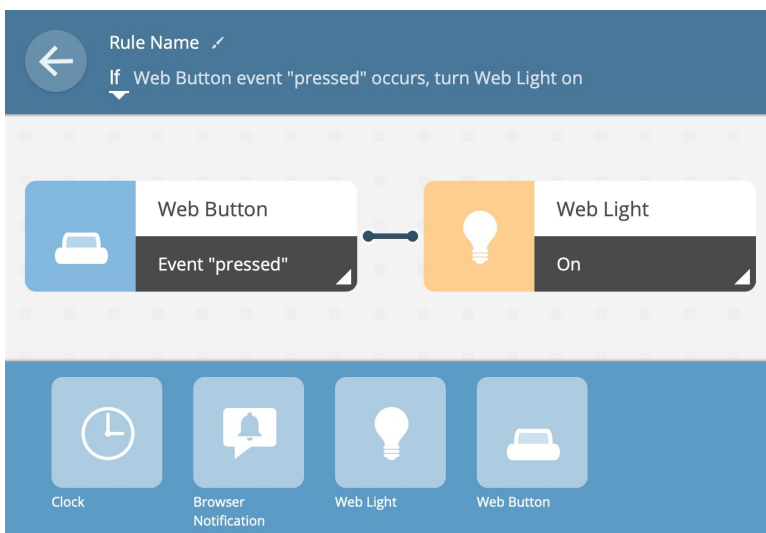 Rule Name
If Web Button event "pressed" occurs, turn Web Light on
Web Button
Event "pressed"
Web Light
On
Clock
Browser
Notification
Web Light
Web Button